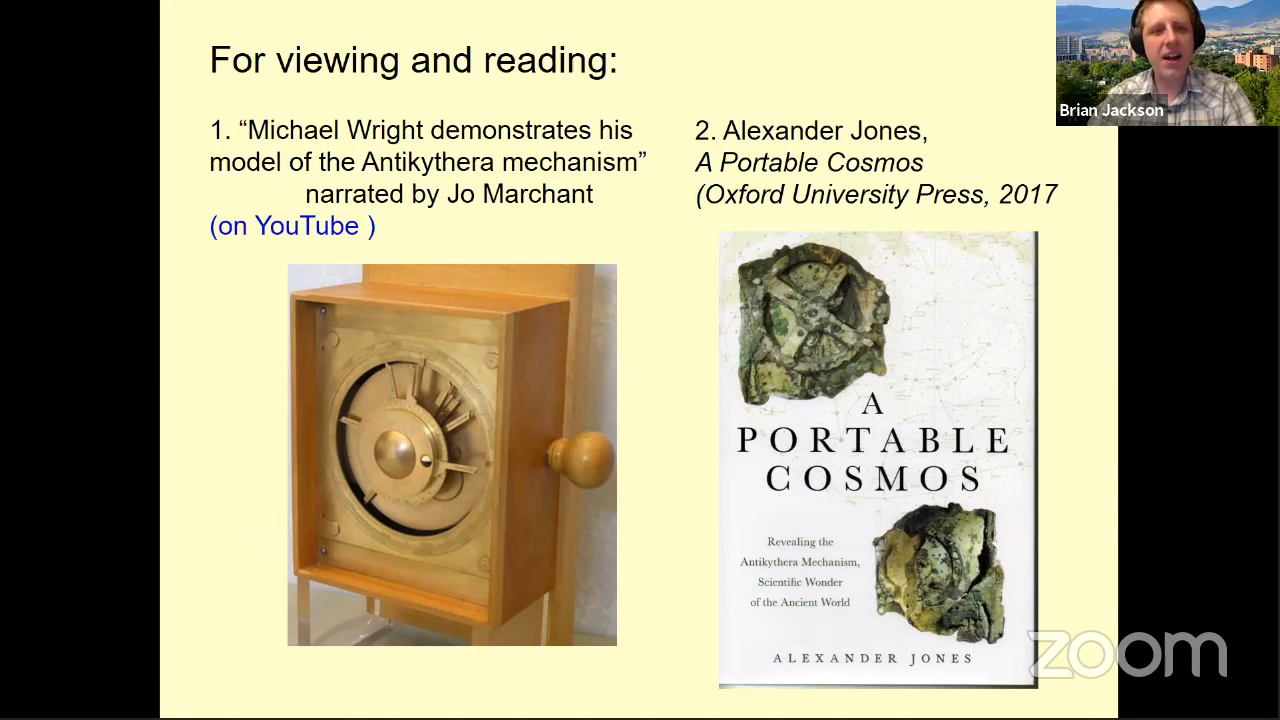 For viewing and reading:
1. “Michael Wright demonstrates his
model of the Antikythera mechanism”
narrated by Jo Marchant
(on YouTube )
2. Alexander Jones,
A Portable Cosmos
(Oxford University Press, 2017
A
PORTABLE
COSMOS
Revealing the
Antikythera Mechanism,
Scientific Wonder
of the Ancient World
ALEXANDER JONES
Brian Jackson
zoom